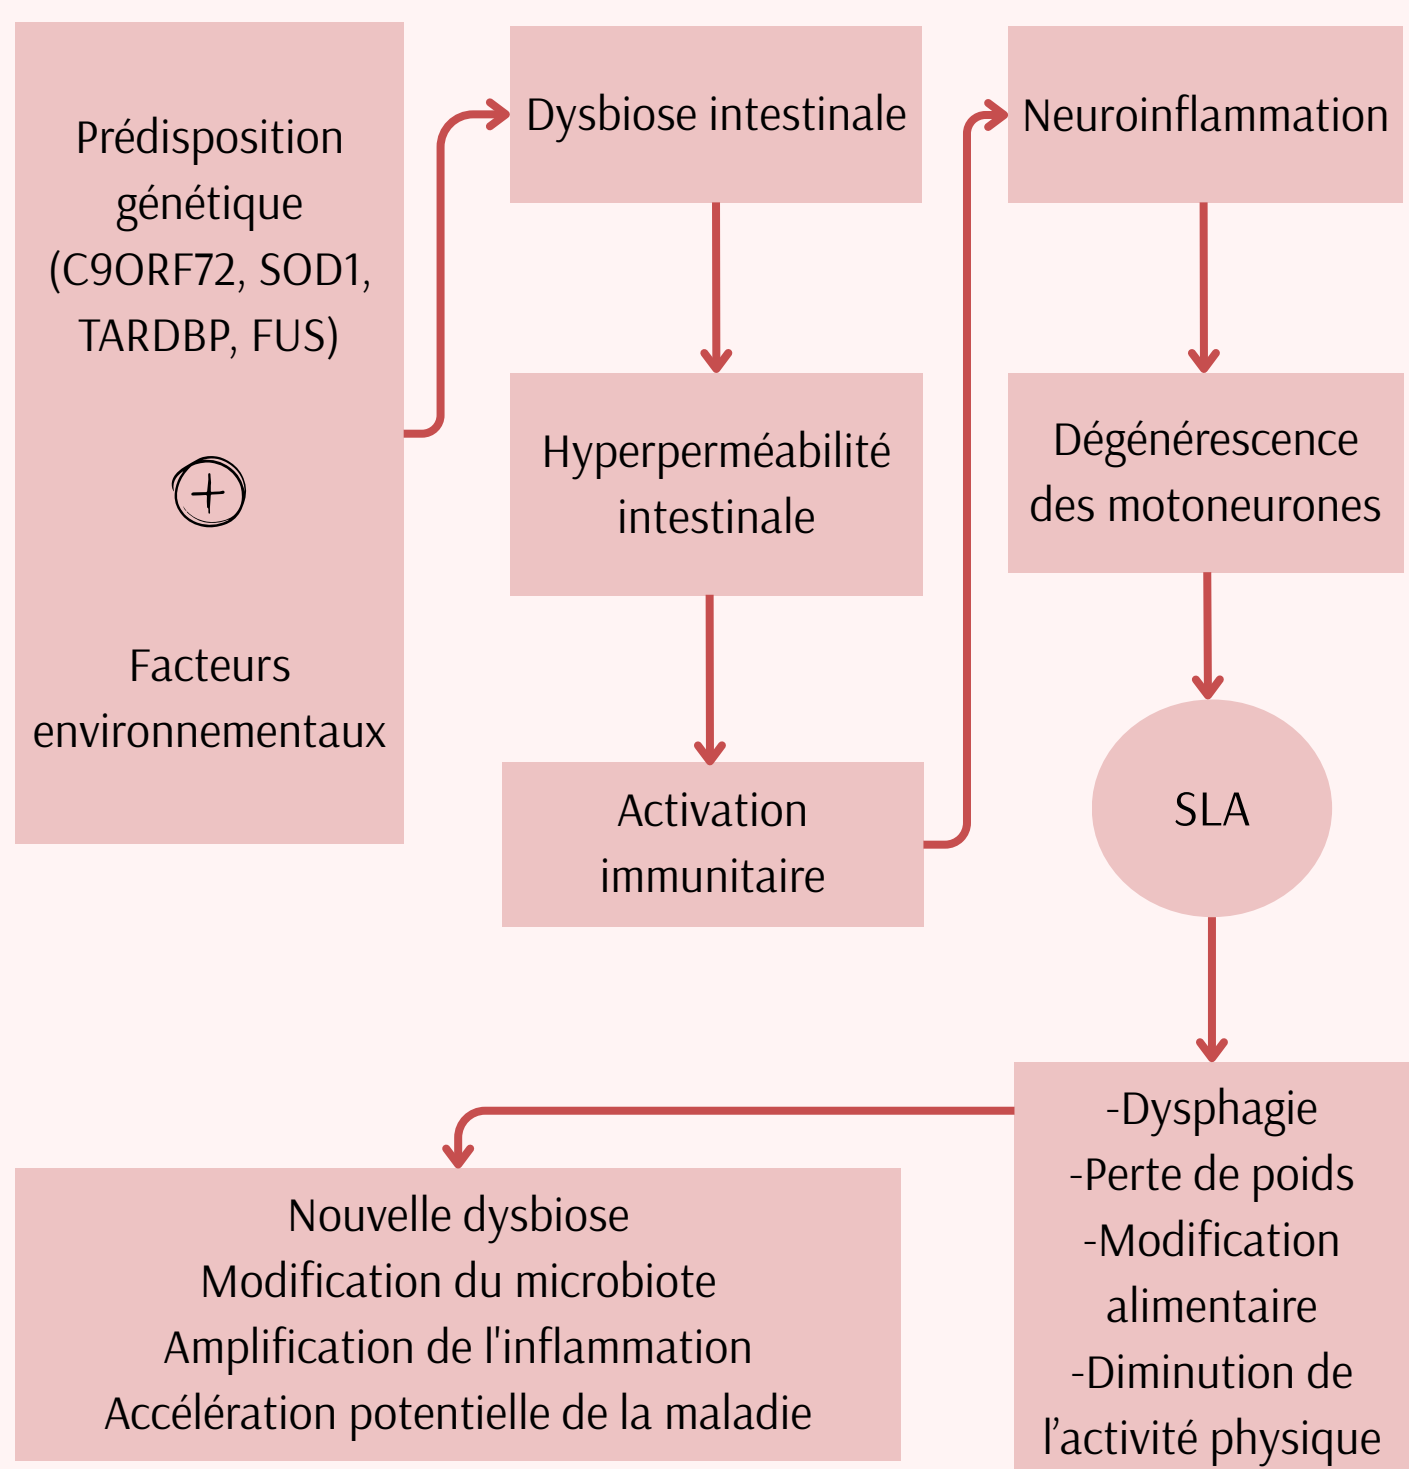 Prédisposition
génétique
(C9ORF72, SOD1,
TARDBP, FUS)
+
Facteurs
environnementaux
Dysbiose intestinale
Hyperperméabilité
intestinale
Activation
immunitaire
Neuroinflammation
Dégénérescence
des motoneurones
SLA
-Dysphagie
-Perte de poids
-Modification
alimentaire
-Diminution de
l’activité physique
Nouvelle dysbiose
Modification du microbiote
Amplification de l'inflammation
Accélération potentielle de la maladie